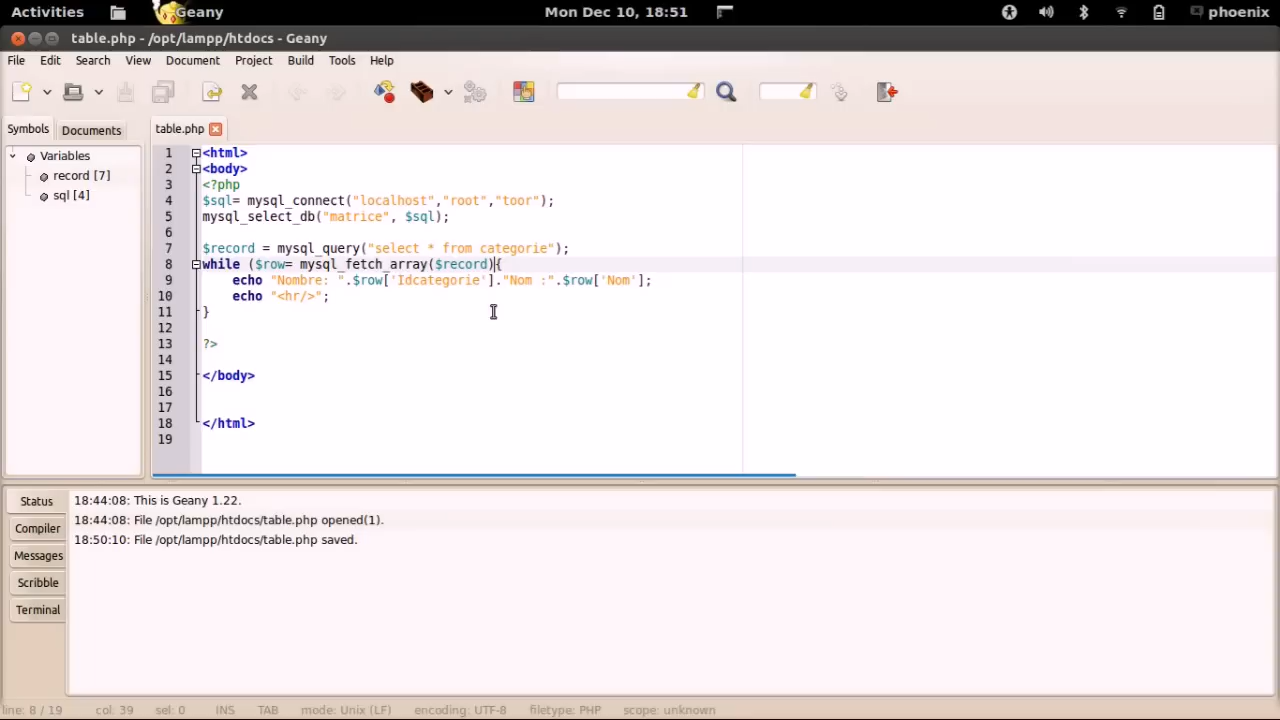 Activities Geany Mon Dec 10, 18:51 phoenix
table.php - /opt/lampp/htdocs - Geany
File Edit Search View Document Project Build Tools Help
Symbols Documents table.php
Variables
record [7]
sql [4]
1 <html>
2 <body>
3 <?php
4 $sql= mysql_connect("localhost","root","toor");
5 mysql_select_db("matrice", $sql);
6
7 $record = mysql_query("select * from categorie");
8 while ($row= mysql_fetch_array($record){
9 echo "Nombre: ".$row['Idcategorie']."Nom :".$row['Nom'];
10 echo "<hr/>";
11 }
12
13 ?>
14
15 </body>
16
17
18 </html>
19
Status
Compiler
Messages
Scribble
Terminal
18:44:08: This is Geany 1.22.
18:44:08: File /opt/lampp/htdocs/table.php opened(1).
18:50:10: File /opt/lampp/htdocs/table.php saved.
line: 8 / 19 col: 39 sel: 0 INS TAB mode: Unix (LF) encoding: UTF-8 filetype: PHP scope: unknown